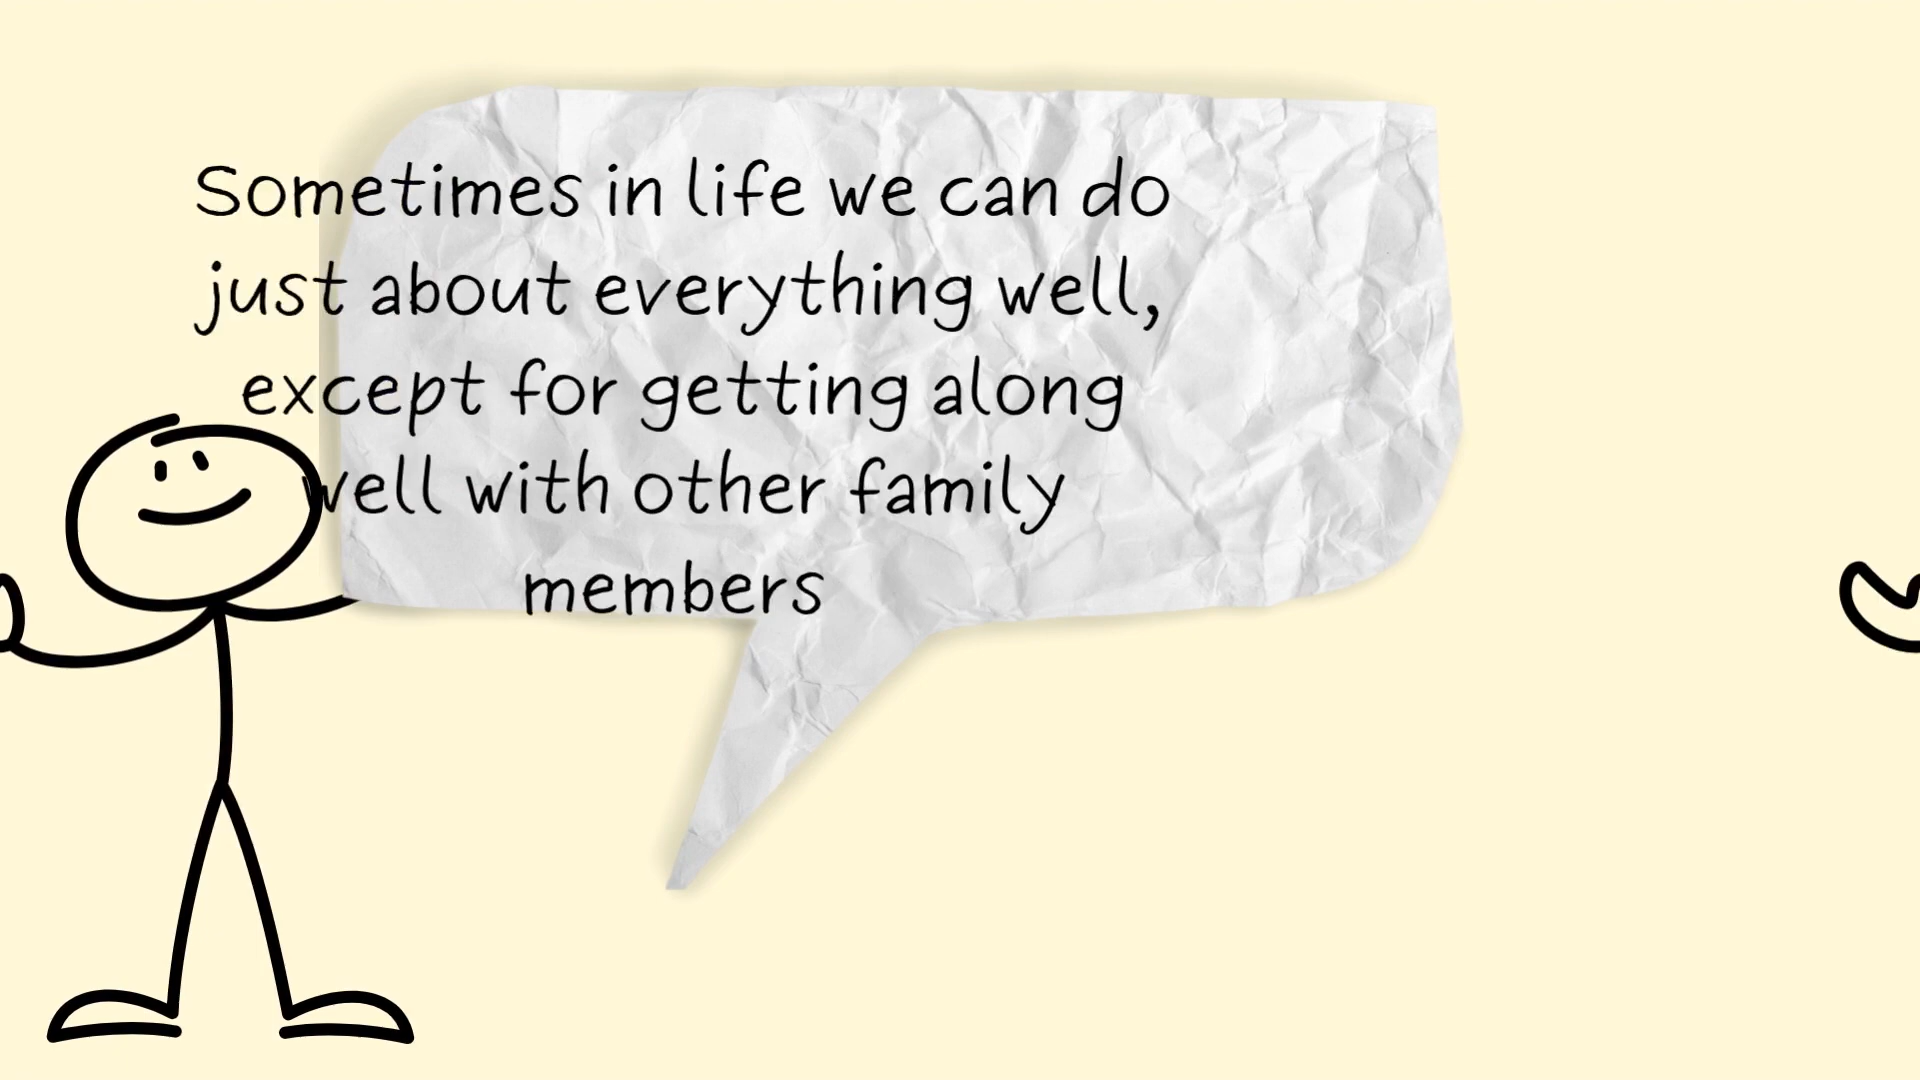 Sometimes in life we can do
just about everything well,
except for getting along
well with other family
members